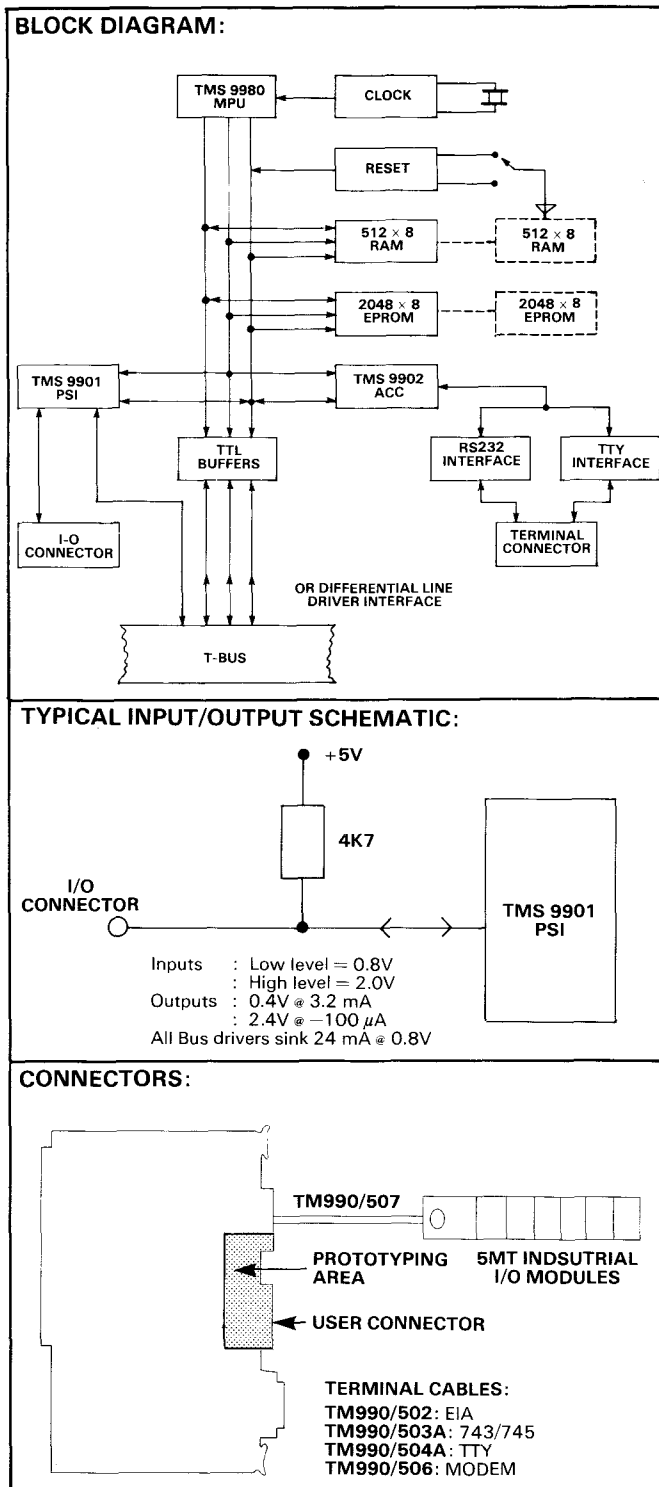 BLOCK DIAGRAM:
TMS 9980
MPU
CLOCK
RESET
512 × 8
RAM
512 × 8
RAM
2048 × 8
EPROM
2048 × 8
EPROM
TMS 9901
PSI
TMS 9902
ACC
TTL
BUFFERS
RS232
INTERFACE
TTY
INTERFACE
I-O
CONNECTOR
TERMINAL
CONNECTOR
OR DIFFERENTIAL LINE
DRIVER INTERFACE
T-BUS
TYPICAL INPUT/OUTPUT SCHEMATIC:
+5V
4K7
I/O
CONNECTOR
TMS 9901
PSI
Inputs : Low level = 0.8V
: High level = 2.0V
Outputs : 0.4V @ 3.2 mA
: 2.4V @ −100 μA
All Bus drivers sink 24 mA @ 0.8V
CONNECTORS:
TM990/507
PROTOTYPING
AREA
5MT INDSUTRIAL
I/O MODULES
USER CONNECTOR
TERMINAL CABLES:
TM990/502: EIA
TM990/503A: 743/745
TM990/504A: TTY
TM990/506: MODEM